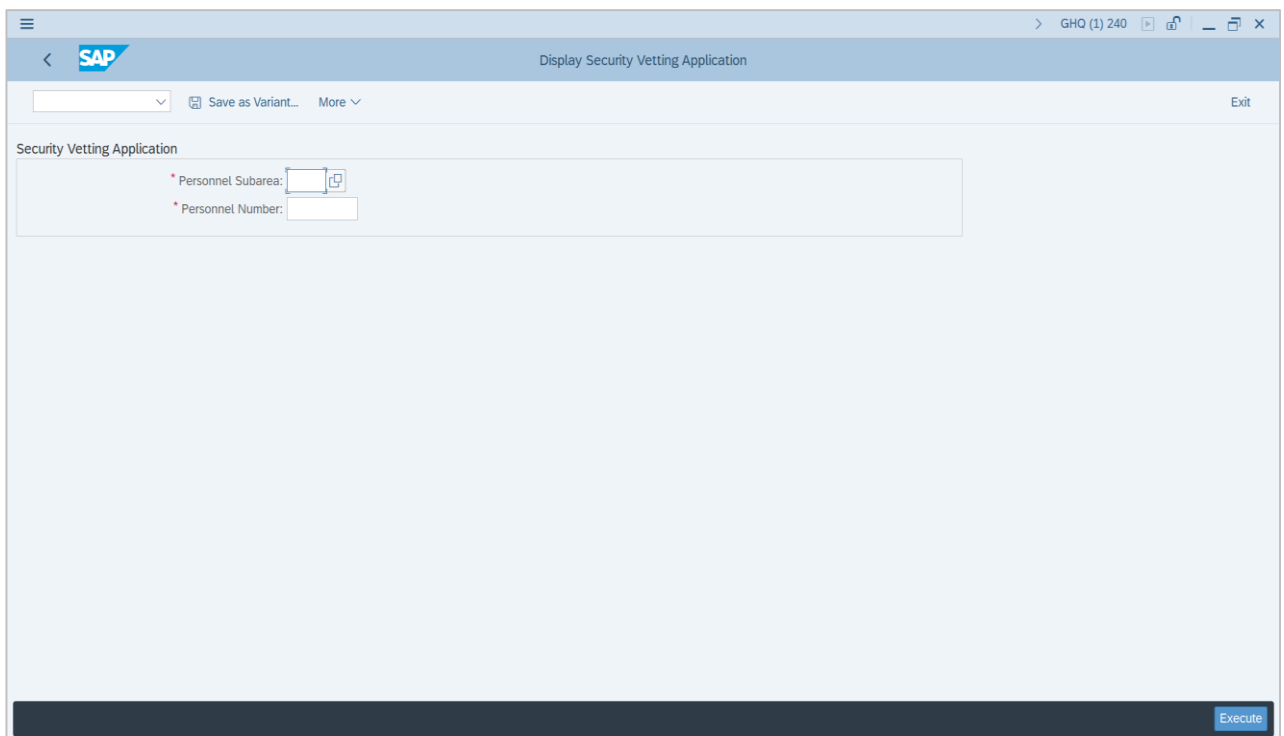 GHQ (1) 240
SAP
Display Security Vetting Application
Save as Variant... More
Exit
Security Vetting Application
* Personnel Subarea:
* Personnel Number:
Execute